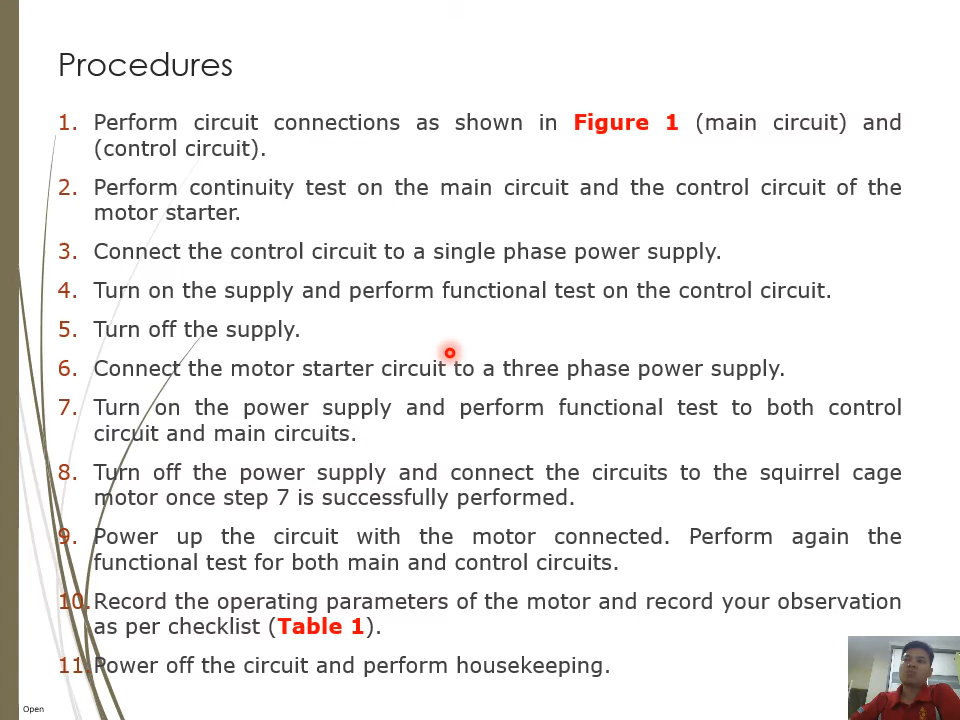 Procedures
1. Perform circuit connections as shown in Figure 1 (main circuit) and
(control circuit).
2. Perform continuity test on the main circuit and the control circuit of the
motor starter.
3. Connect the control circuit to a single phase power supply.
4. Turn on the supply and perform functional test on the control circuit.
5. Turn off the supply.
6. Connect the motor starter circuit to a three phase power supply.
7. Turn on the power supply and perform functional test to both control
circuit and main circuits.
8. Turn off the power supply and connect the circuits to the squirrel cage
motor once step 7 is successfully performed.
9. Power up the circuit with the motor connected. Perform again the
functional test for both main and control circuits.
10. Record the operating parameters of the motor and record your observation
as per checklist (Table 1).
11. Power off the circuit and perform housekeeping.
Open